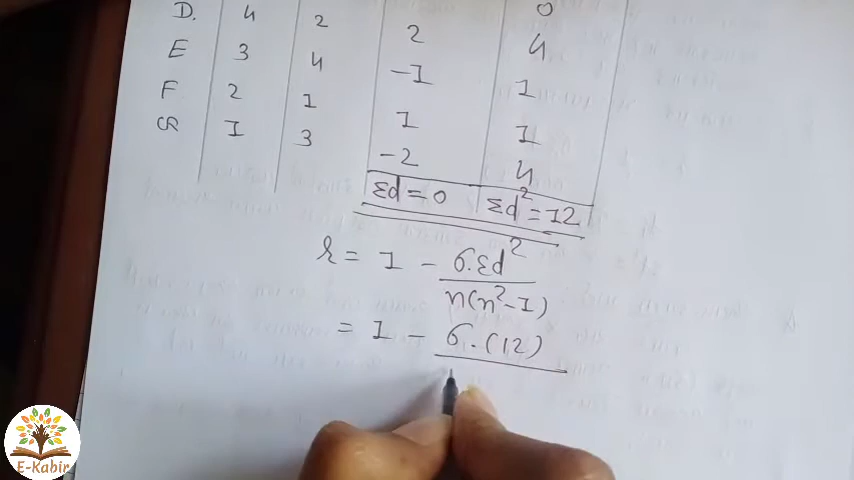 0
D. 4 2 2 4
E 3 4 -1 1
F 2 1 1 1
G 1 3 -2 4
Σd = 0 Σd² = 12
r = 1 - 6.Σd² / n(n²-1)
= 1 - 6.(12)
E-Kabir